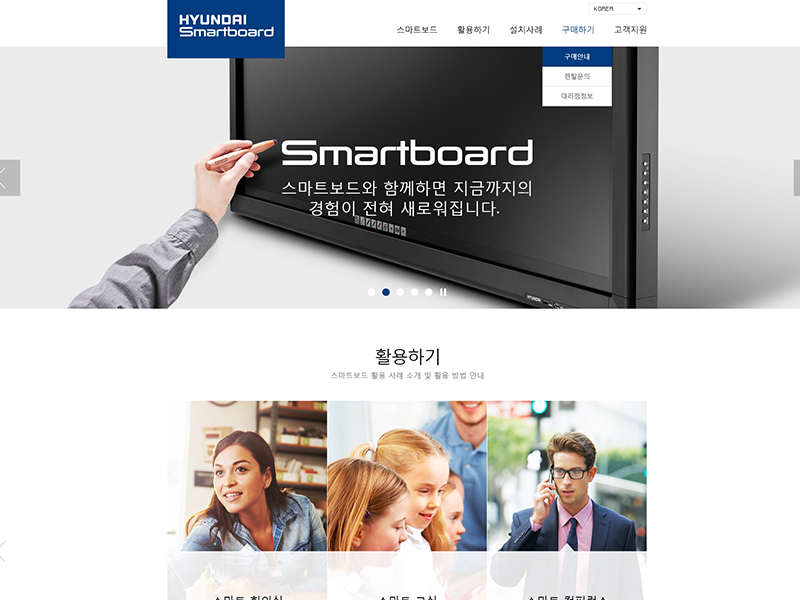 HYUNDAI
Smartboard
KOREA
스마트보드
활용하기
설치사례
구매하기
고객지원
구매안내
렌탈문의
대리점정보
Smartboard
스마트보드와 함께하면 지금까지의
경험이 전혀 새로워집니다.
HYUNDAI
활용하기
스마트보드 활용 사례 소개 및 활용 방법 안내